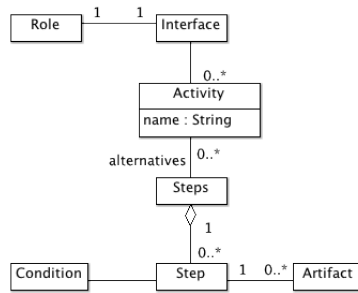 1 1
Role
Interface
0..*
Activity
name : String
alternatives 0..*
Steps
1
0..*
Condition
Step
1 0..*
Artifact